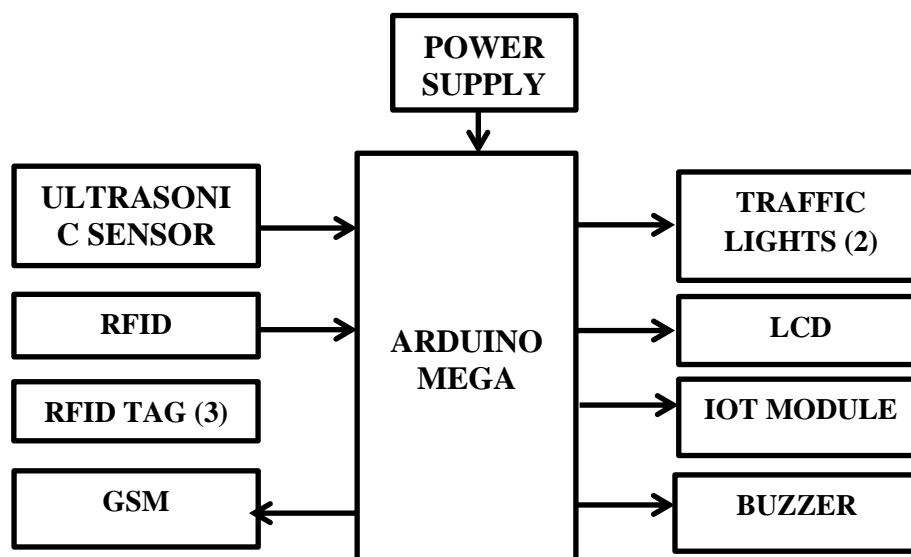 POWER
SUPPLY
ULTRASONI
C SENSOR
RFID
RFID TAG (3)
GSM
ARDUINO
MEGA
TRAFFIC
LIGHTS (2)
LCD
IOT MODULE
BUZZER